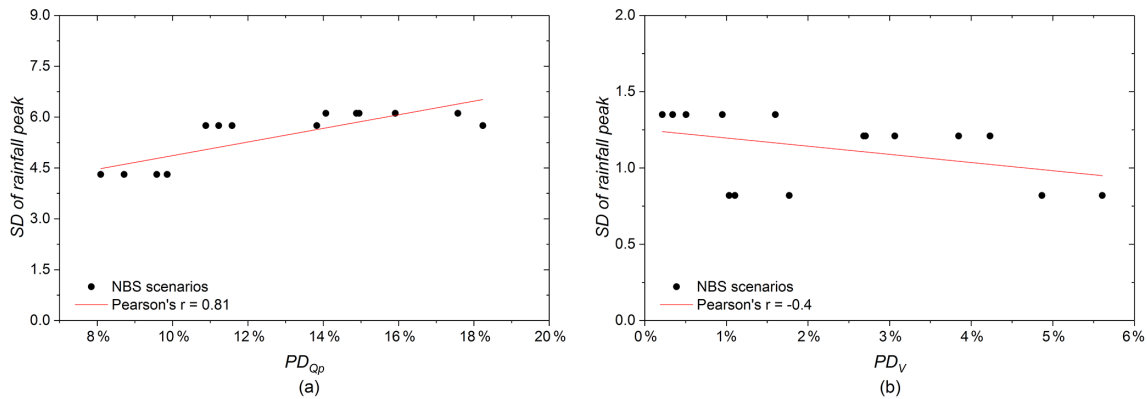 9.0
7.5
6.0
4.5
3.0
1.5
0.0
SD of rainfall peak
NBS scenarios
Pearson's r = 0.81
8% 10% 12% 14% 16% 18% 20%
PD_Qp
(a)
2.0
1.5
1.0
0.5
0.0
SD of rainfall peak
NBS scenarios
Pearson's r = -0.4
0% 1% 2% 3% 4% 5% 6%
PD_V
(b)